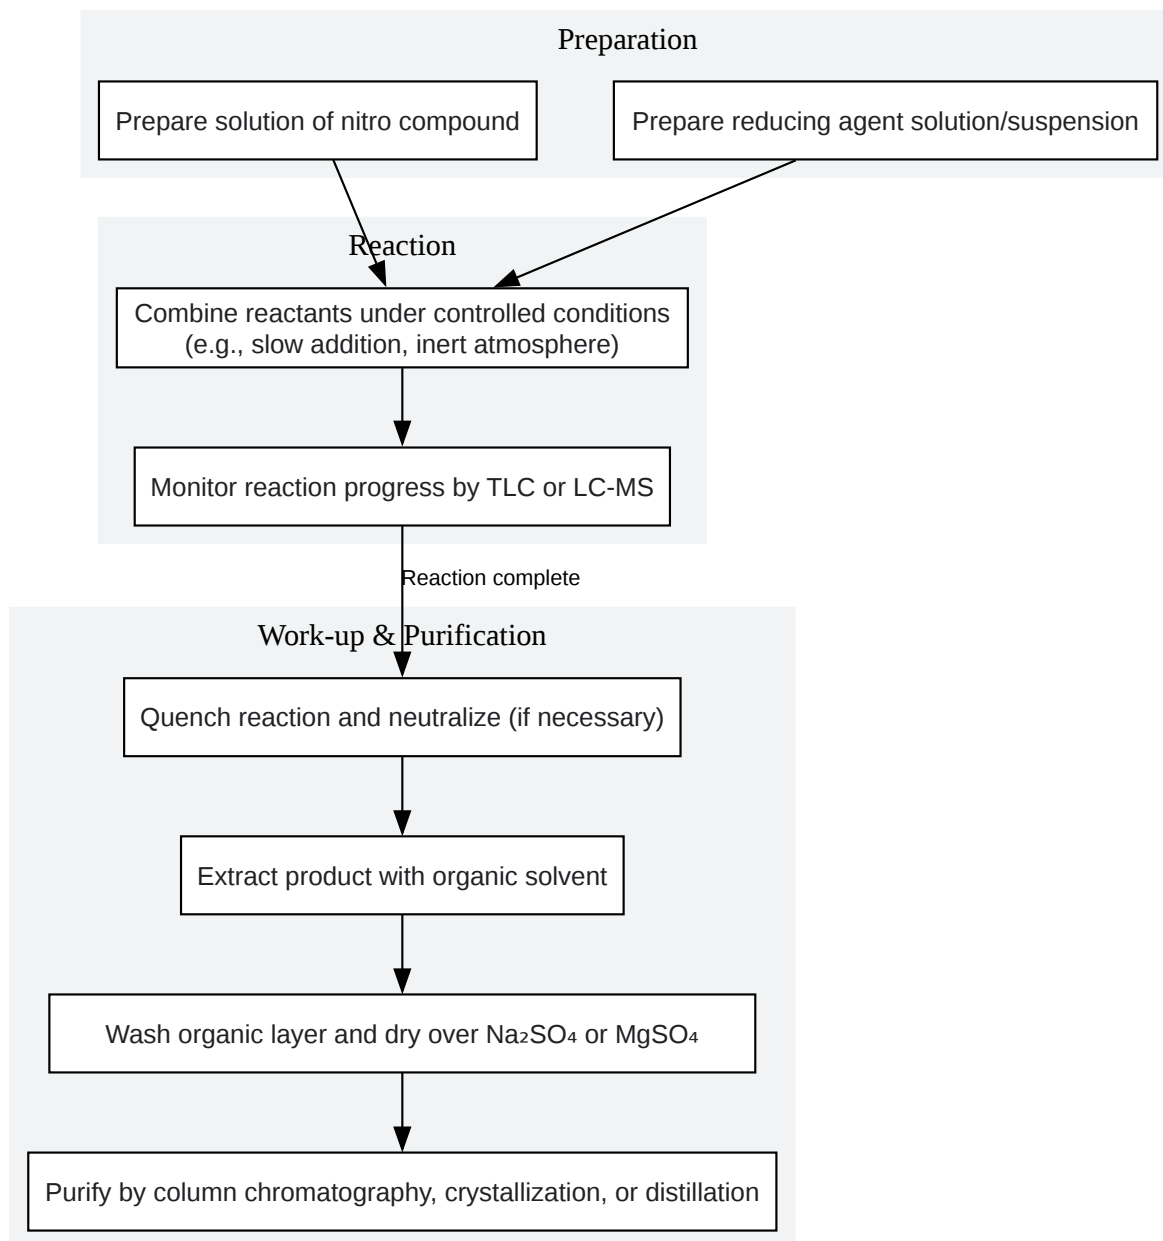 Preparation
Prepare solution of nitro compound
Prepare reducing agent solution/suspension
Reaction
Combine reactants under controlled conditions
(e.g., slow addition, inert atmosphere)
Monitor reaction progress by TLC or LC-MS
Reaction complete
Work-up & Purification
Quench reaction and neutralize (if necessary)
Extract product with organic solvent
Wash organic layer and dry over Na₂SO₄ or MgSO₄
Purify by column chromatography, crystallization, or distillation